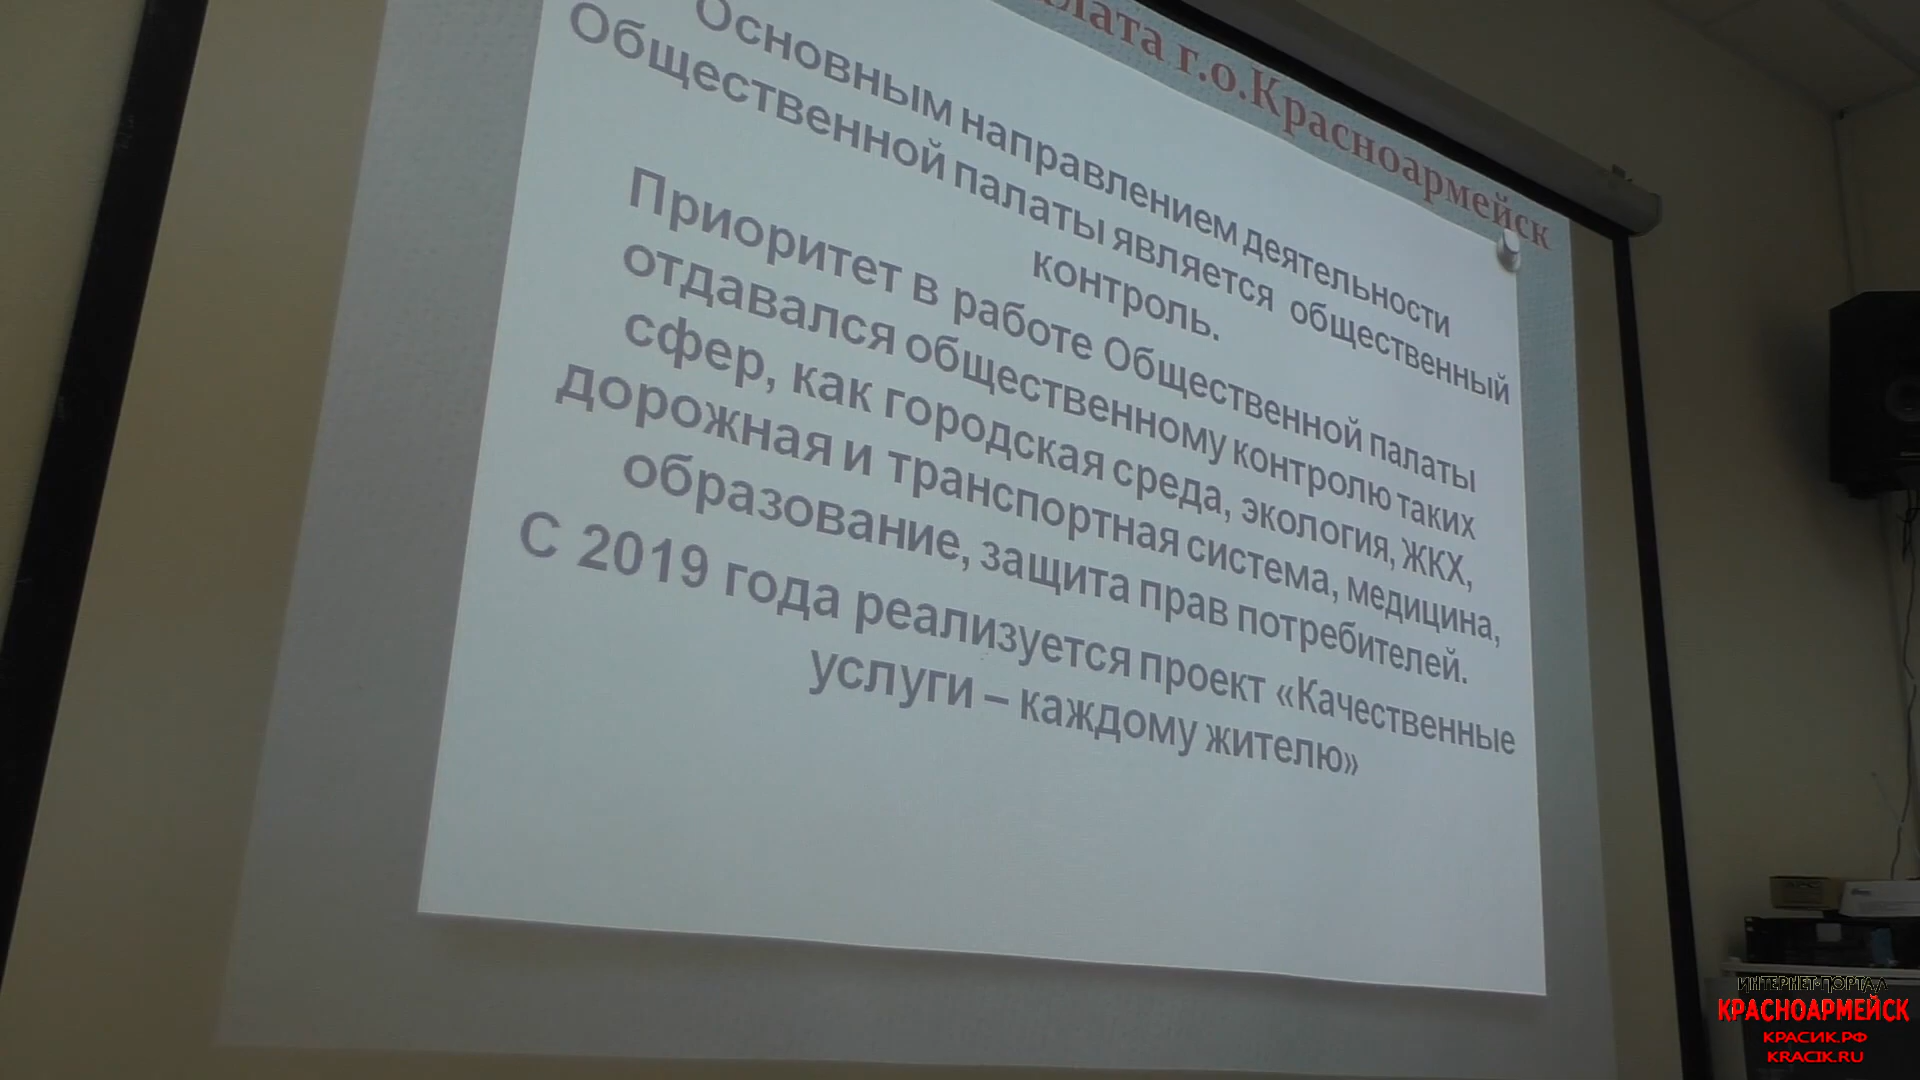 г.о.Красноармейск
Основным направлением деятельности
Общественной палаты является общественный
контроль.
Приоритет в работе Общественной палаты
отдавался общественному контролю таких
сфер, как городская среда, экология, ЖКХ,
дорожная и транспортная система, медицина,
образование, защита прав потребителей.
С 2019 года реализуется проект «Качественные
услуги – каждому жителю»
ИНТЕРНЕТ-ПОРТАЛ
КРАСНОАРМЕЙСК
КРАСИК.РФ
KRACIK.RU